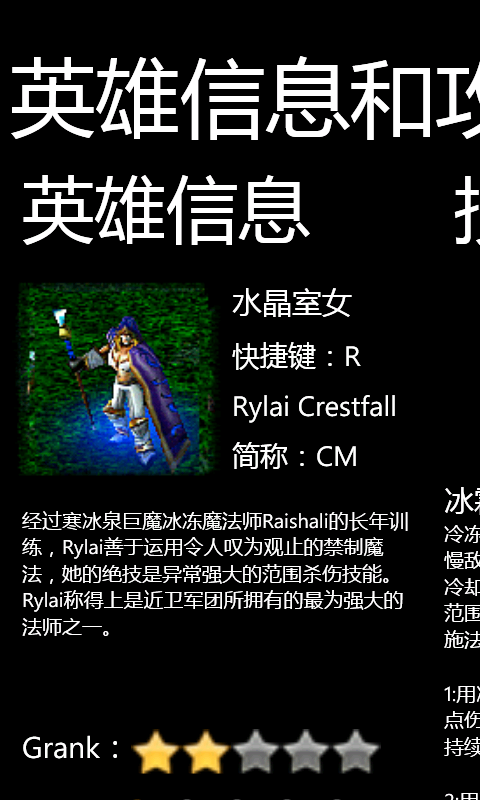 英雄信息和
英雄信息
水晶室女
快捷键：R
Rylai Crestfall
简称：CM
经过寒冰泉巨魔冰冻魔法师Raishali的长年训
练，Rylai善于运用令人叹为观止的禁制魔
法，她的绝技是异常强大的范围杀伤技能。
Rylai称得上是近卫军团所拥有的最为强大的
法师之一。
Grank：
冰
冷冻
慢敌
冷却
范围
施法
1:用
点伤
持续